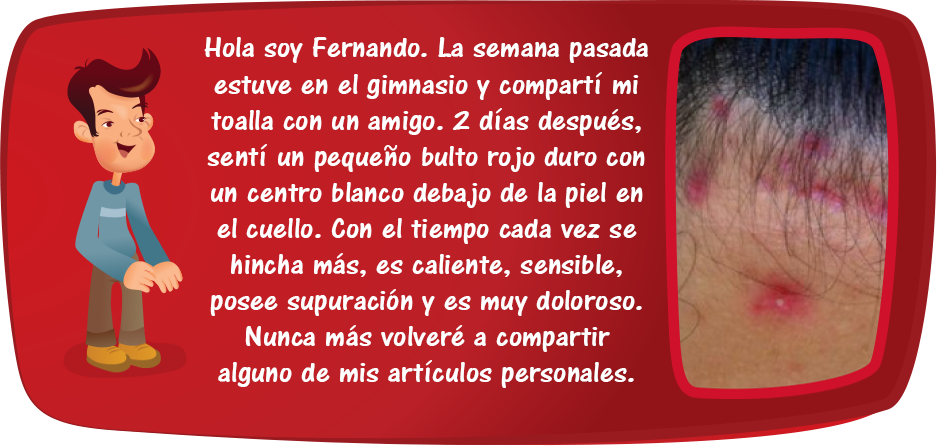 Hola soy Fernando. La semana pasada
estuve en el gimnasio y compartí mi
toalla con un amigo. 2 días después,
sentí un pequeño bulto rojo duro con
un centro blanco debajo de la piel en
el cuello. Con el tiempo cada vez se
hincha más, es caliente, sensible,
posee supuración y es muy doloroso.
Nunca más volveré a compartir
alguno de mis artículos personales.